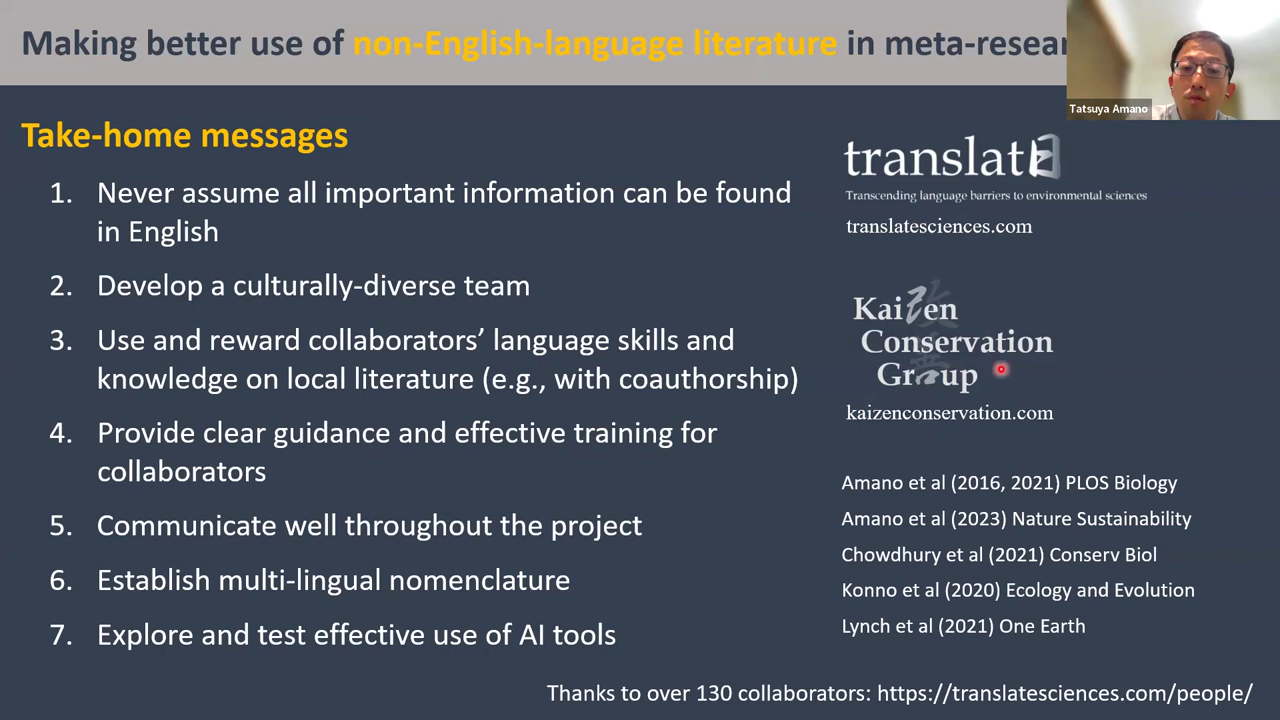 Making better use of non-English-language literature in meta-resear
Tatsuya Amano
Take-home messages
1. Never assume all important information can be found
in English
2. Develop a culturally-diverse team
3. Use and reward collaborators’ language skills and
knowledge on local literature (e.g., with coauthorship)
4. Provide clear guidance and effective training for
collaborators
5. Communicate well throughout the project
6. Establish multi-lingual nomenclature
7. Explore and test effective use of AI tools
translatE
Transcending language barriers to environmental sciences
translatesciences.com
Kaizen
Conservation
Group
kaizenconservation.com
Amano et al (2016, 2021) PLOS Biology
Amano et al (2023) Nature Sustainability
Chowdhury et al (2021) Conserv Biol
Konno et al (2020) Ecology and Evolution
Lynch et al (2021) One Earth
Thanks to over 130 collaborators: https://translatesciences.com/people/